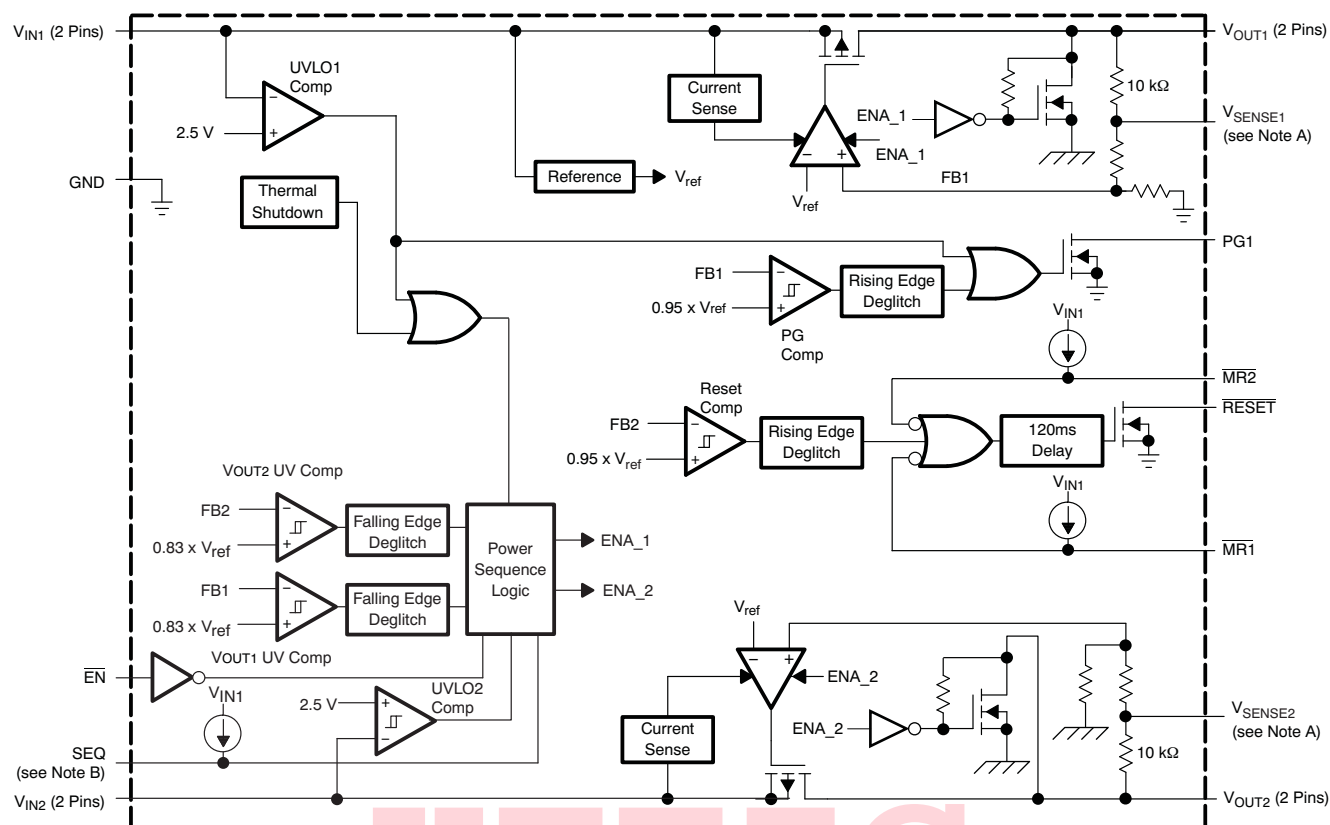 VIN1 (2 Pins)
VOUT1 (2 Pins)
UVLO1
Comp
−
+
2.5 V
Current
Sense
ENA_1
ENA_1
10 kΩ
VSENSE1
(see Note A)
−
+
FB1
Vref
GND
Thermal
Shutdown
Reference
Vref
PG1
FB1
0.95 x Vref
−
+
Rising Edge
Deglitch
PG
Comp
VIN1
MR2
RESET
Reset
Comp
FB2
0.95 x Vref
−
+
Rising Edge
Deglitch
120ms
Delay
VIN1
MR1
VOUT2 UV Comp
FB2
0.83 x Vref
−
+
Falling Edge
Deglitch
Power
Sequence
Logic
ENA_1
ENA_2
FB1
0.83 x Vref
−
+
Falling Edge
Deglitch
VOUT1 UV Comp
EN
VIN1
2.5 V
+
−
UVLO2
Comp
Vref
−
+
ENA_2
ENA_2
Current
Sense
VSENSE2
(see Note A)
10 kΩ
SEQ
(see Note B)
VIN2 (2 Pins)
VOUT2 (2 Pins)